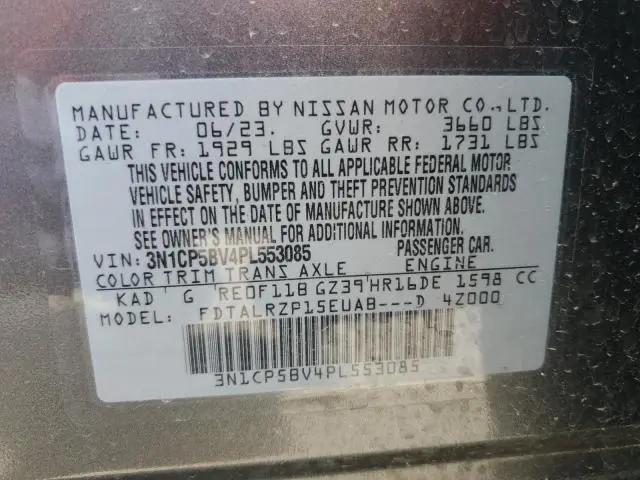 MANUFACTURED BY NISSAN MOTOR CO., LTD.
DATE: 06/23. GVWR: 3660 LBS
GAWR FR: 1929 LBS GAWR RR: 1731 LBS
THIS VEHICLE CONFORMS TO ALL APPLICABLE FEDERAL MOTOR
VEHICLE SAFETY, BUMPER AND THEFT PREVENTION STANDARDS
IN EFFECT ON THE DATE OF MANUFACTURE SHOWN ABOVE.
SEE OWNER'S MANUAL FOR ADDITIONAL INFORMATION.
VIN: 3N1CP5BV4PL553085 PASSENGER CAR.
COLOR TRIM TRANS AXLE ENGINE
KAD G RE0F11B GZ39 HR16DE 1598 CC
MODEL: FDTALRZP15EUAB---D 4Z000
3N1CP5BV4PL553085